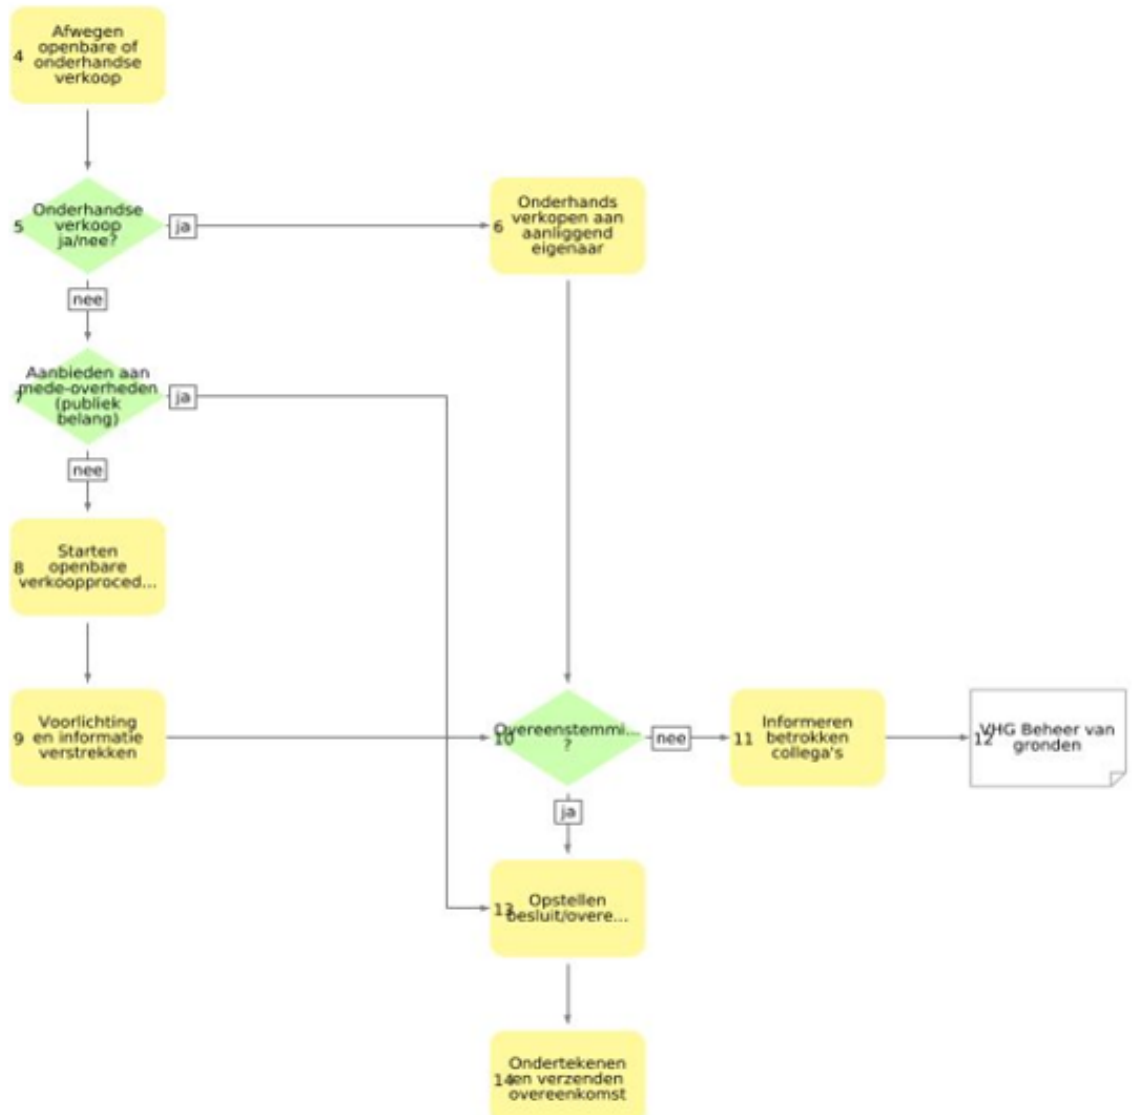 4
Afwegen
openbare of
onderhandse
verkoop
5
Onderhandse
verkoop
ja/nee?
ja
6
Onderhands
verkopen aan
aanliggend
eigenaar
nee
7
Aanbieden aan
mede-overheden
(publiek
belang)
ja
nee
8
Starten
openbare
verkoopproced...
9
Voorlichting
en informatie
verstrekken
10
Overeenstemmi...
?
nee
11
Informeren
betrokken
collega's
12
VHG Beheer van
gronden
ja
13
Opstellen
besluit/overe...
14
Ondertekenen
en verzenden
overeenkomst